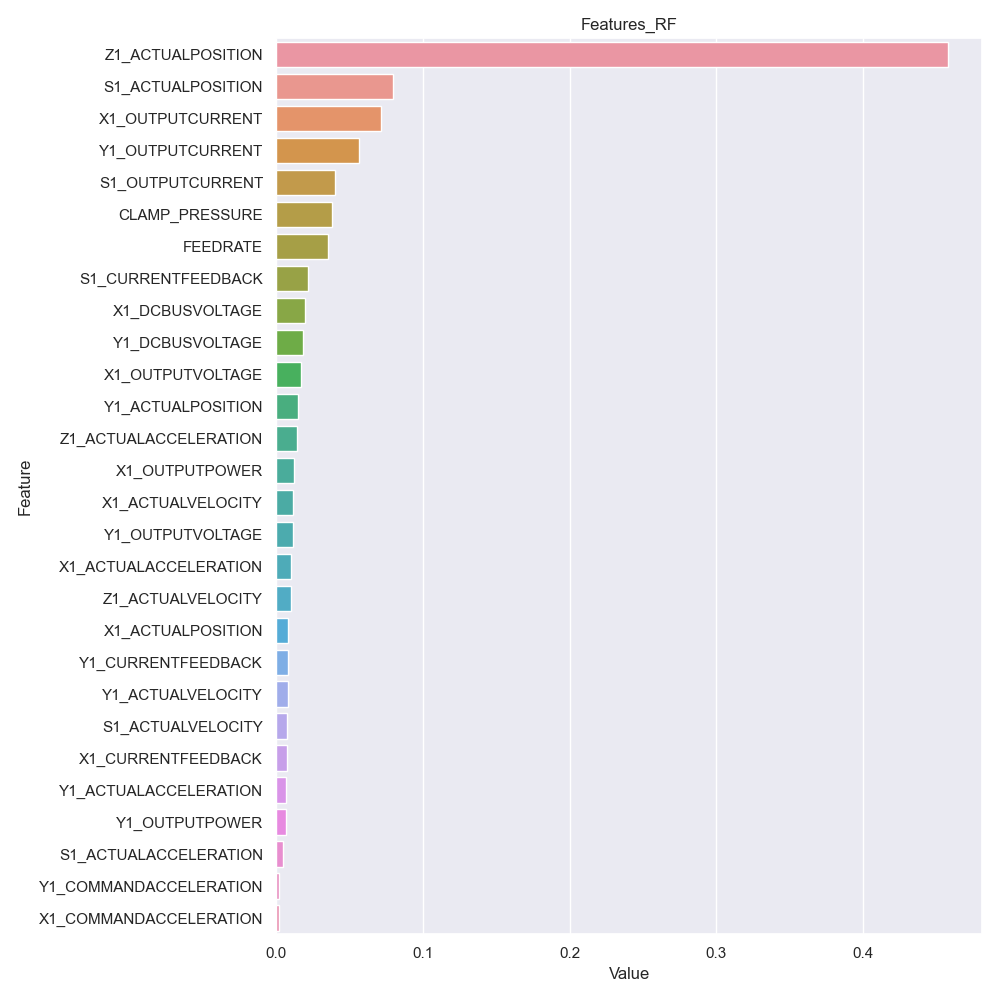 Features_RF
Z1_ACTUALPOSITION
S1_ACTUALPOSITION
X1_OUTPUTCURRENT
Y1_OUTPUTCURRENT
S1_OUTPUTCURRENT
CLAMP_PRESSURE
FEEDRATE
S1_CURRENTFEEDBACK
X1_DCBUSVOLTAGE
Y1_DCBUSVOLTAGE
X1_OUTPUTVOLTAGE
Y1_ACTUALPOSITION
Z1_ACTUALACCELERATION
X1_OUTPUTPOWER
X1_ACTUALVELOCITY
Y1_OUTPUTVOLTAGE
X1_ACTUALACCELERATION
Z1_ACTUALVELOCITY
X1_ACTUALPOSITION
Y1_CURRENTFEEDBACK
Y1_ACTUALVELOCITY
S1_ACTUALVELOCITY
X1_CURRENTFEEDBACK
Y1_ACTUALACCELERATION
Y1_OUTPUTPOWER
S1_ACTUALACCELERATION
Y1_COMMANDACCELERATION
X1_COMMANDACCELERATION
Feature
0.0 0.1 0.2 0.3 0.4
Value